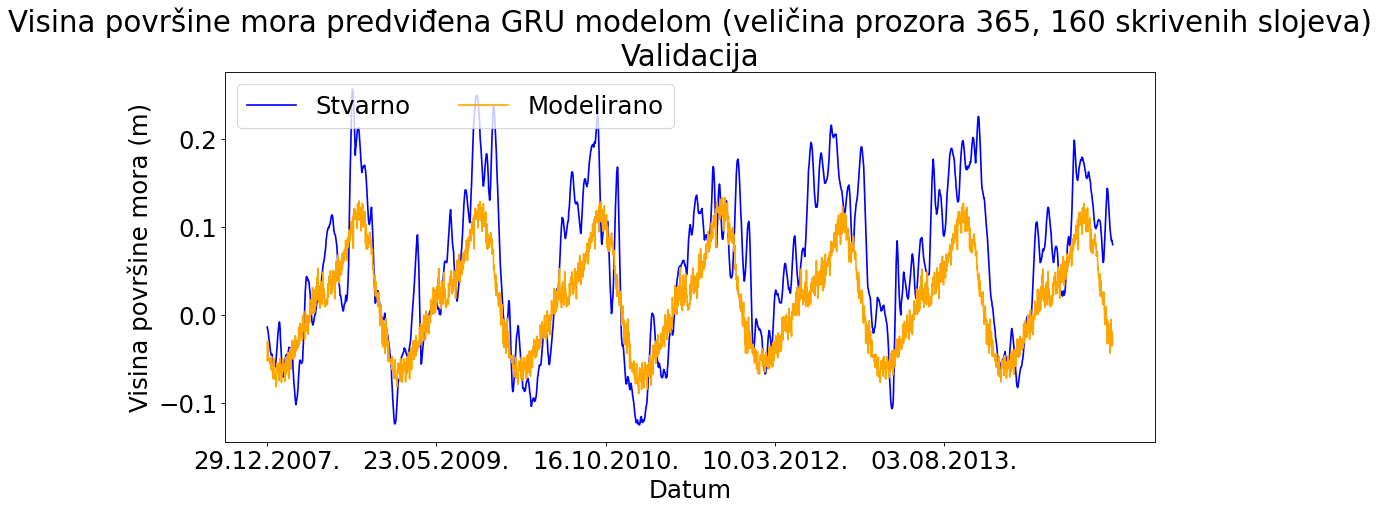 Visina površine mora predviđena GRU modelom (veličina prozora 365, 160 skrivenih slojeva)
Validacija
Stvarno
Modelirano
Visina površine mora (m)
0.2
0.1
0.0
−0.1
29.12.2007.
23.05.2009.
16.10.2010.
10.03.2012.
03.08.2013.
Datum